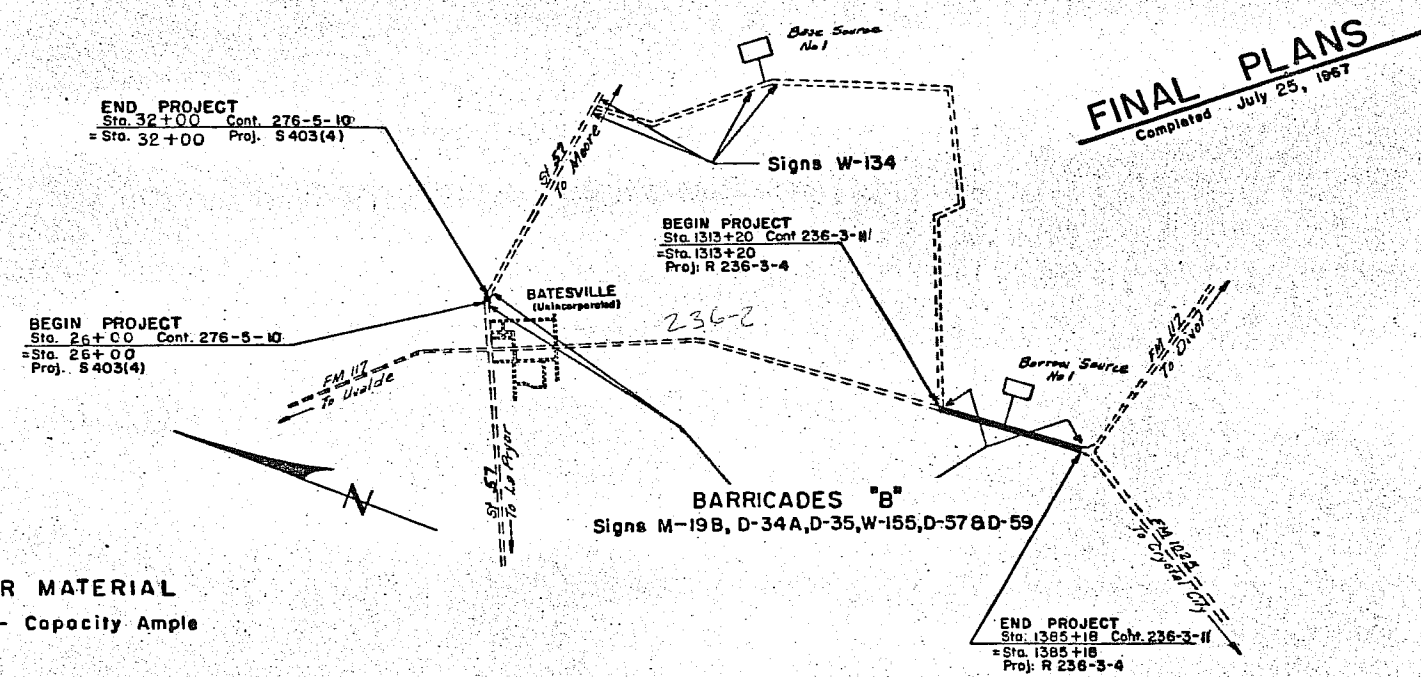 Base Source
No 1
FINAL PLANS
Completed July 25, 1967
END PROJECT
Sta. 32+00 Cont. 276-5-10
= Sta. 32+00 Proj. S 403(4)
57
To Moore
Signs W-134
BEGIN PROJECT
Sta. 1313+20 Cont 236-3-11
=Sta. 1313+20
Proj: R 236-3-4
BATESVILLE
(Unincorporated)
236-2
BEGIN PROJECT
Sta. 26+00 Cont. 276-5-10
=Sta. 26+00
Proj. S 403(4)
FM 117
To Uvalde
FM 117
To
Borrow Source
No 1
57
To La Pryor
N
BARRICADES "B"
Signs M-19B, D-34A, D-35, W-155, D-57 & D-59
FM 1025
To Crystal City
R MATERIAL
- Capacity Ample
END PROJECT
Sta. 1385+18 Cont. 236-3-11
= Sta. 1385+18
Proj: R 236-3-4